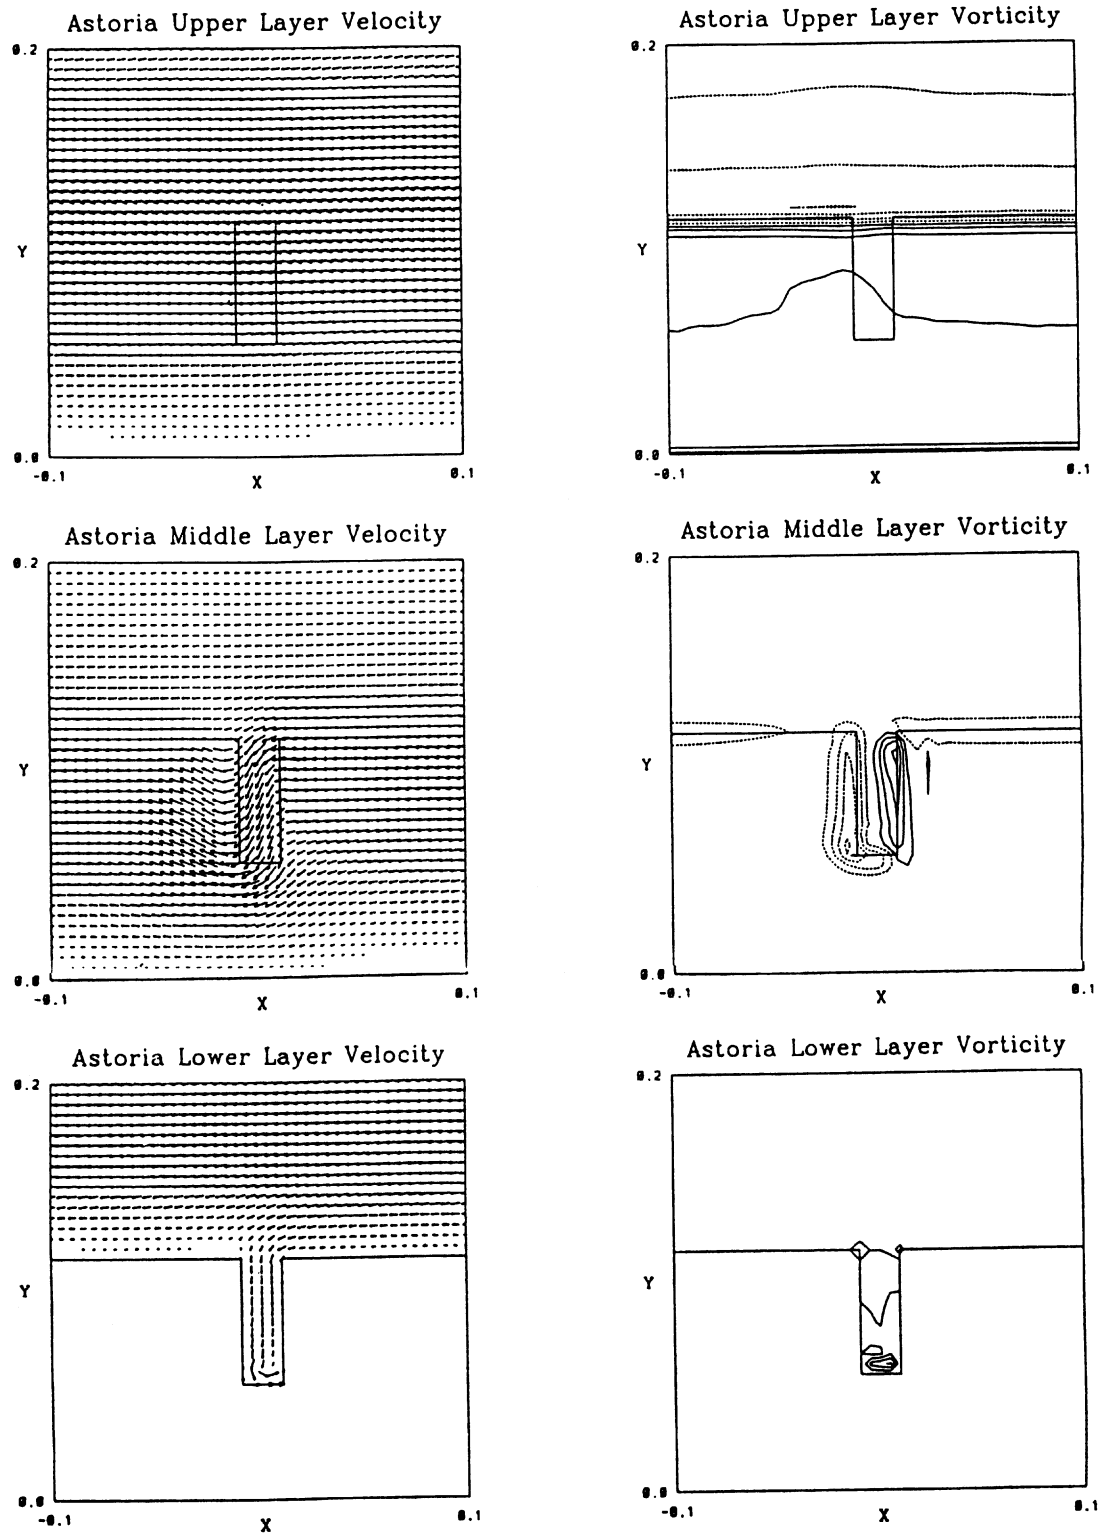 Astoria Upper Layer Velocity
0.2
Y
0.0
-0.1
X
0.1
Astoria Upper Layer Vorticity
0.2
Y
0.0
-0.1
X
0.1
Astoria Middle Layer Velocity
0.2
Y
0.0
-0.1
X
0.1
Astoria Middle Layer Vorticity
0.2
Y
0.0
-0.1
X
0.1
Astoria Lower Layer Velocity
0.2
Y
0.0
-0.1
X
0.1
Astoria Lower Layer Vorticity
0.2
Y
0.0
-0.1
X
0.1